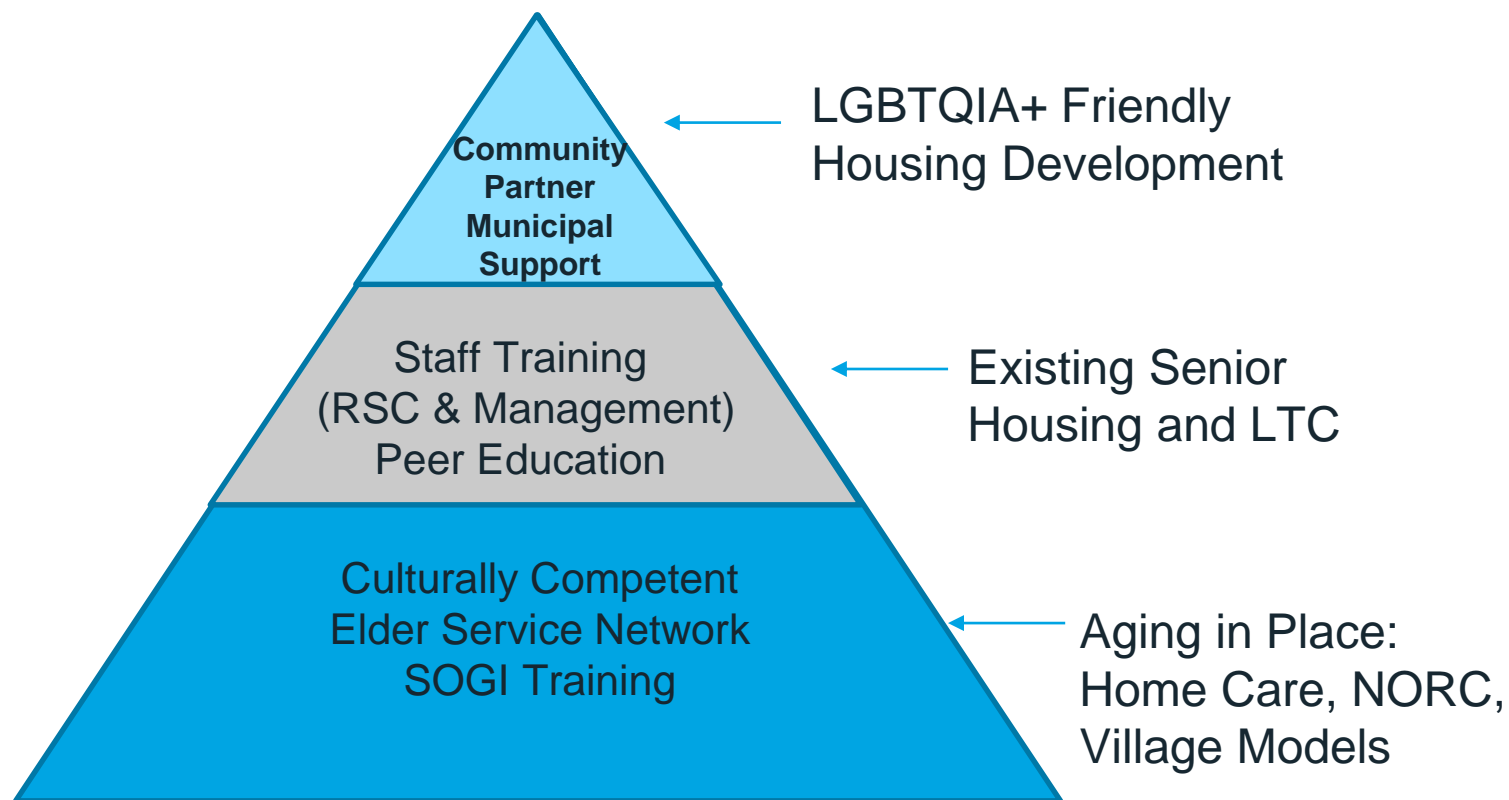 Community
Partner
Municipal
Support
LGBTQIA+ Friendly
Housing Development
Staff Training
(RSC & Management)
Peer Education
Existing Senior
Housing and LTC
Culturally Competent
Elder Service Network
SOGI Training
Aging in Place:
Home Care, NORC,
Village Models